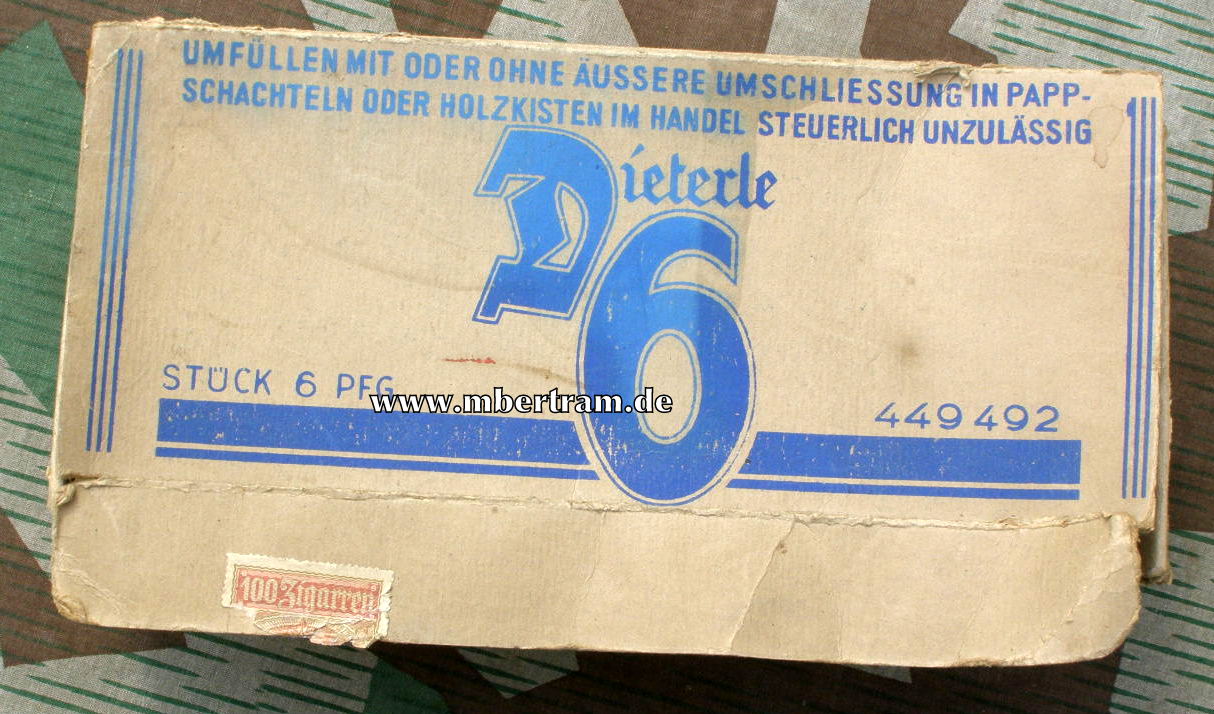 UMFÜLLEN MIT ODER OHNE ÄUSSERE UMSCHLIESSUNG IN PAPP-
SCHACHTELN ODER HOLZKISTEN IM HANDEL STEUERLICH UNZULÄSSIG
Dieterle
6
STÜCK 6 PFG
www.mbertram.de
449 492
100 Zigarren